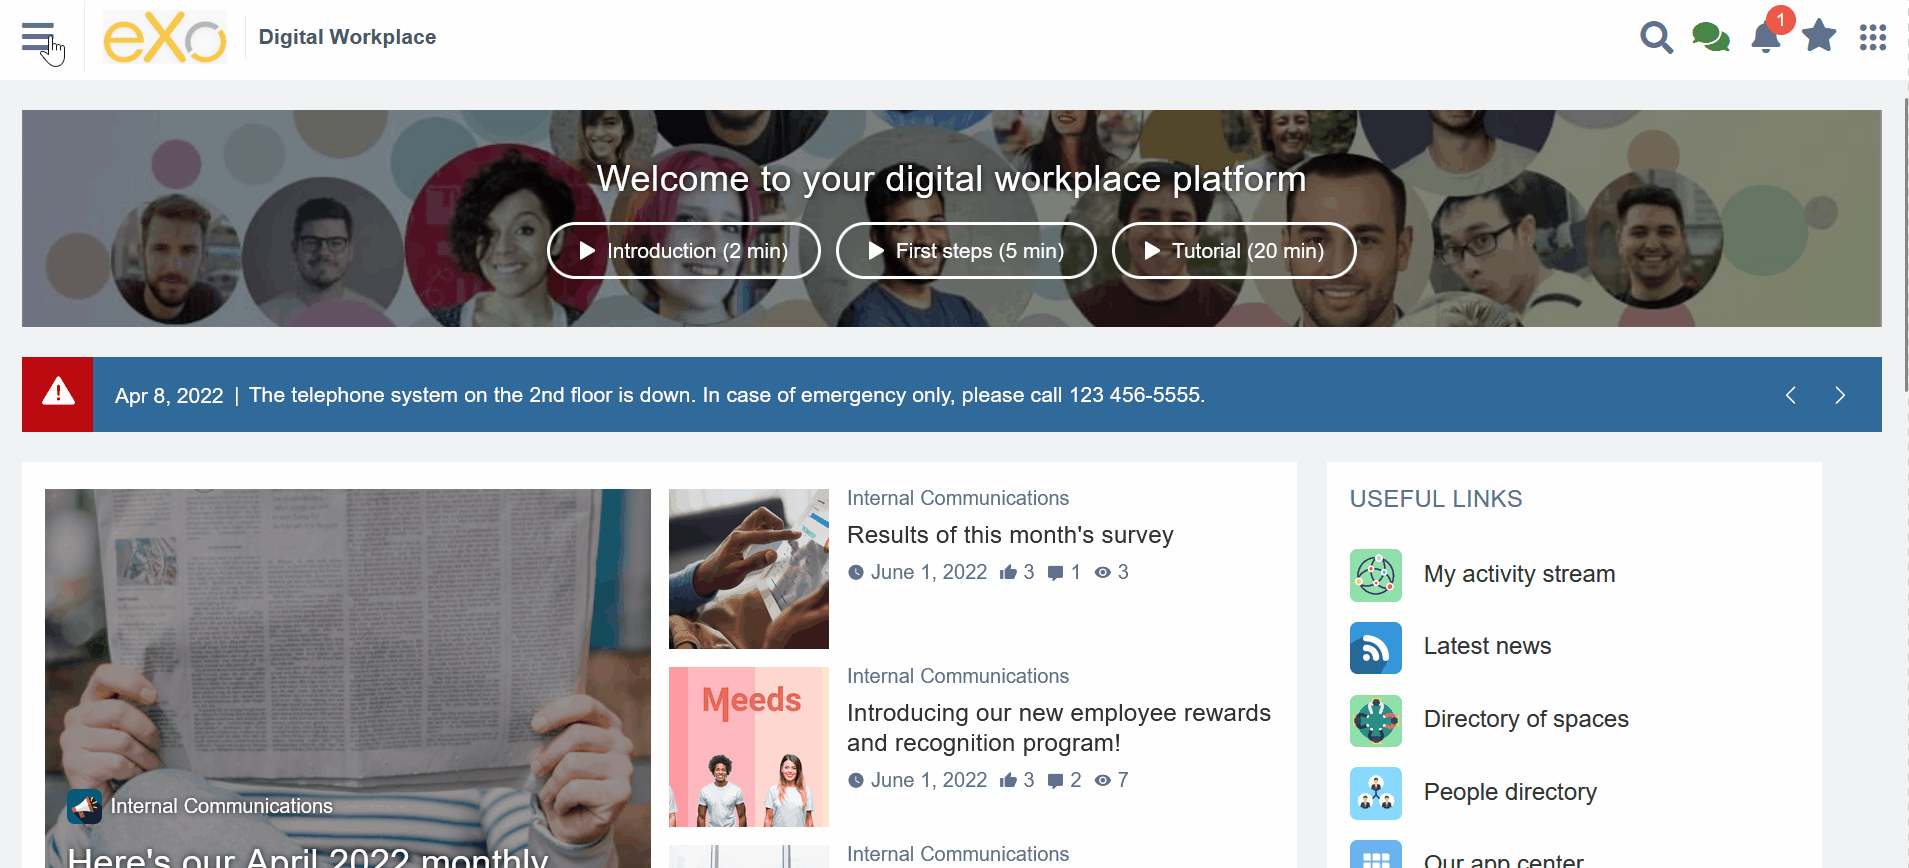 eXo
Digital Workplace
1
Welcome to your digital workplace platform
Introduction (2 min)
First steps (5 min)
Tutorial (20 min)
Apr 8, 2022 | The telephone system on the 2nd floor is down. In case of emergency only, please call 123 456-5555.
Internal Communications
Here's our April 2022 monthly
Internal Communications
Results of this month's survey
June 1, 2022 3 1 3
Meeds
Internal Communications
Introducing our new employee rewards
and recognition program!
June 1, 2022 3 2 7
Internal Communications
USEFUL LINKS
My activity stream
Latest news
Directory of spaces
People directory
Our app center